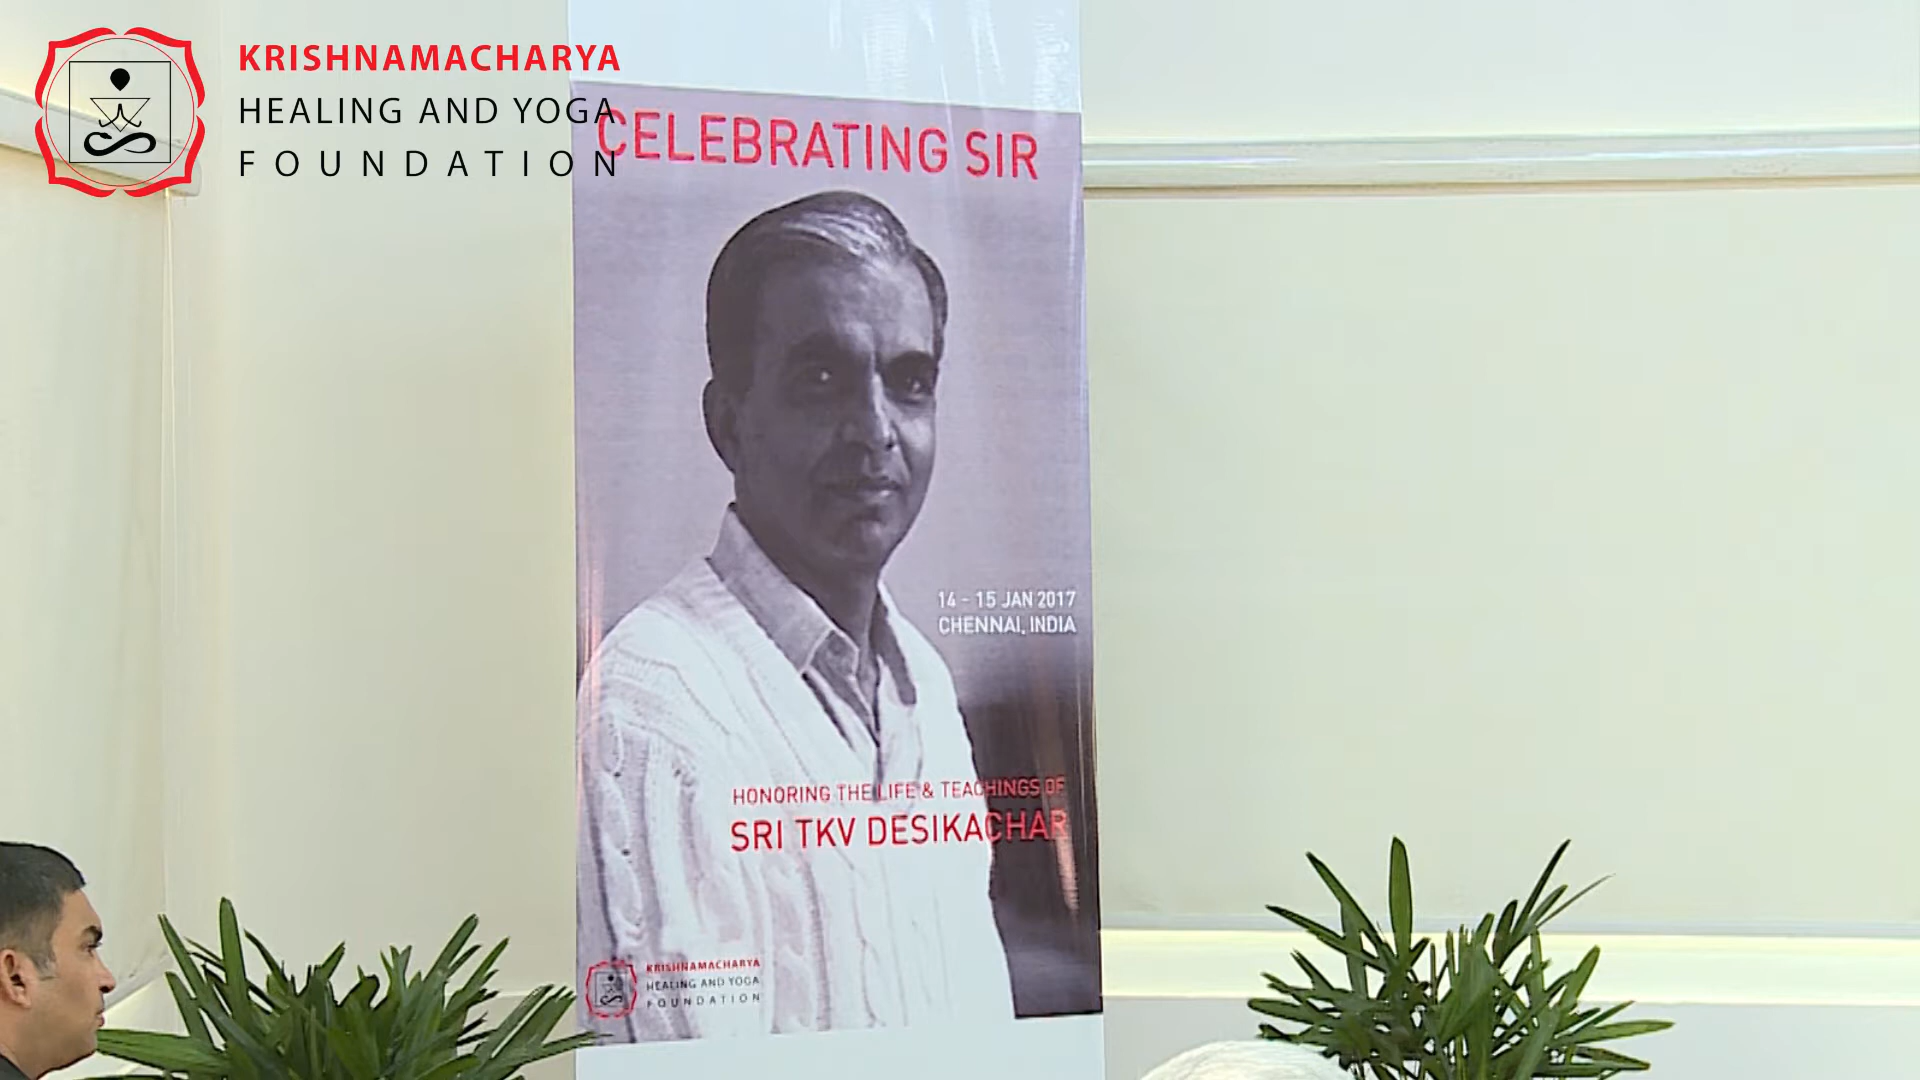 KRISHNAMACHARYA
HEALING AND YOGA
FOUNDATION
CELEBRATING SIR
14 - 15 JAN 2017
CHENNAI, INDIA
HONORING THE LIFE & TEACHINGS OF
SRI TKV DESIKACHAR
KRISHNAMACHARYA
HEALING AND YOGA
FOUNDATION